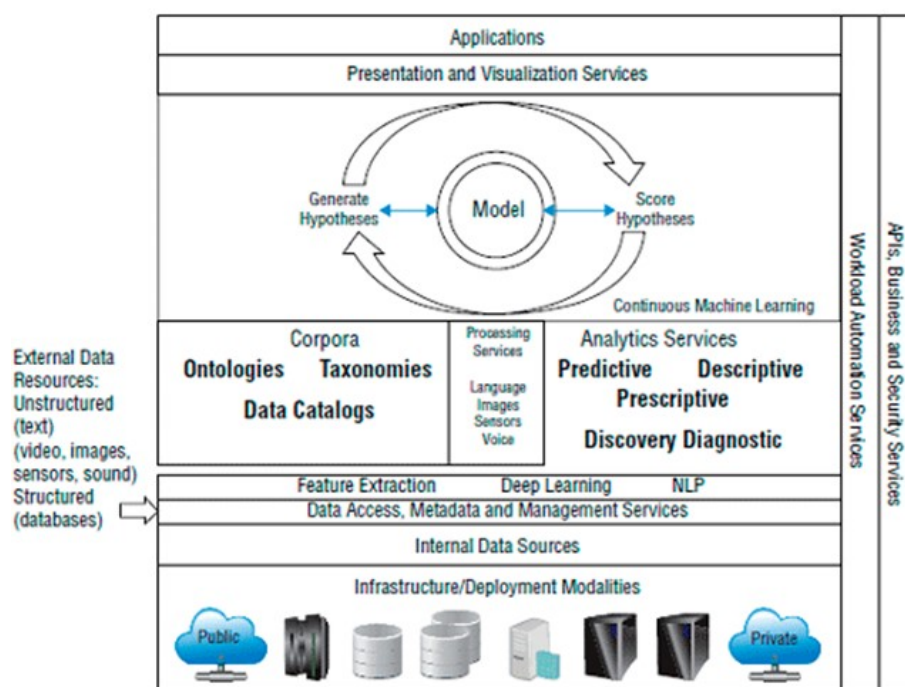 Applications
Presentation and Visualization Services
Generate
Hypotheses
Model
Score
Hypotheses
Continuous Machine Learning
Corpora
Ontologies Taxonomies
Data Catalogs
Processing
Services
Language
Images
Sensors
Voice
Analytics Services
Predictive Descriptive
Prescriptive
Discovery Diagnostic
External Data
Resources:
Unstructured
(text)
(video, images,
sensors, sound)
Structured
(databases)
Feature Extraction Deep Learning NLP
Data Access, Metadata and Management Services
Internal Data Sources
Infrastructure/Deployment Modalities
Public
Private
Workload Automation Services
APIs, Business and Security Services